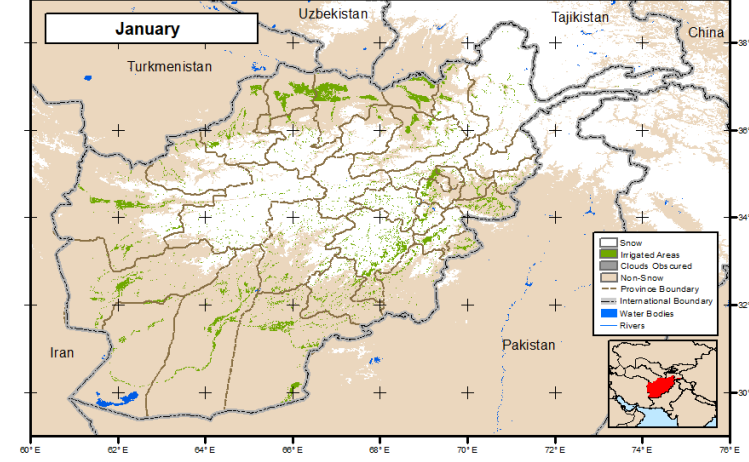 January
Uzbekistan
Tajikistan
China
Turkmenistan
38°
36°
34°
Snow
Irrigated Areas
Clouds Obscured
Non-Snow
Province Boundary
International Boundary
Water Bodies
Rivers
32°
Iran
Pakistan
30°
60° E
62° E
64° E
66° E
68° E
70° E
72° E
74° E
76° E